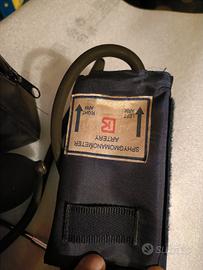 LEFT
ARM
RIGHT
ARM
K
SPHYGMOMANOMETER
ARTERY
Subito